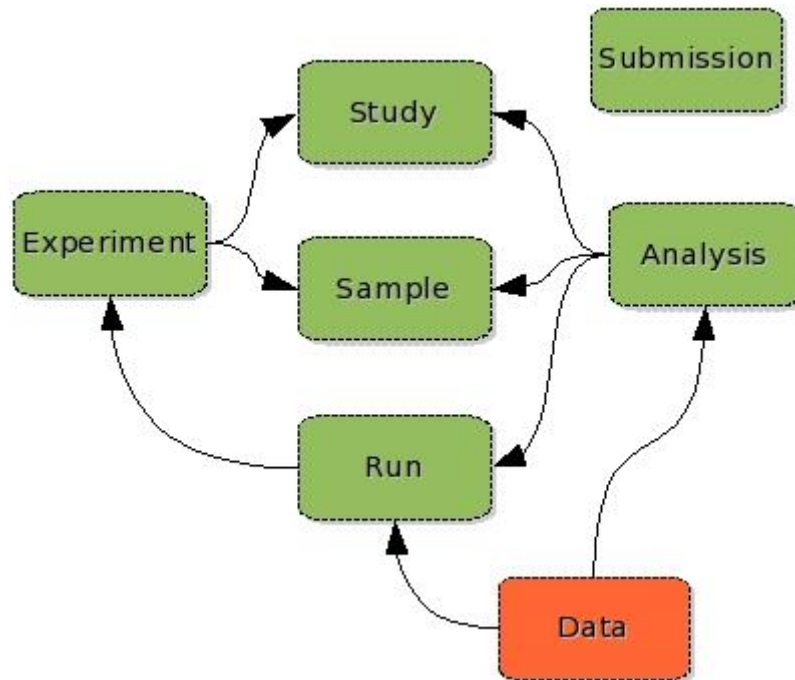 Submission
Study
Experiment
Analysis
Sample
Run
Data